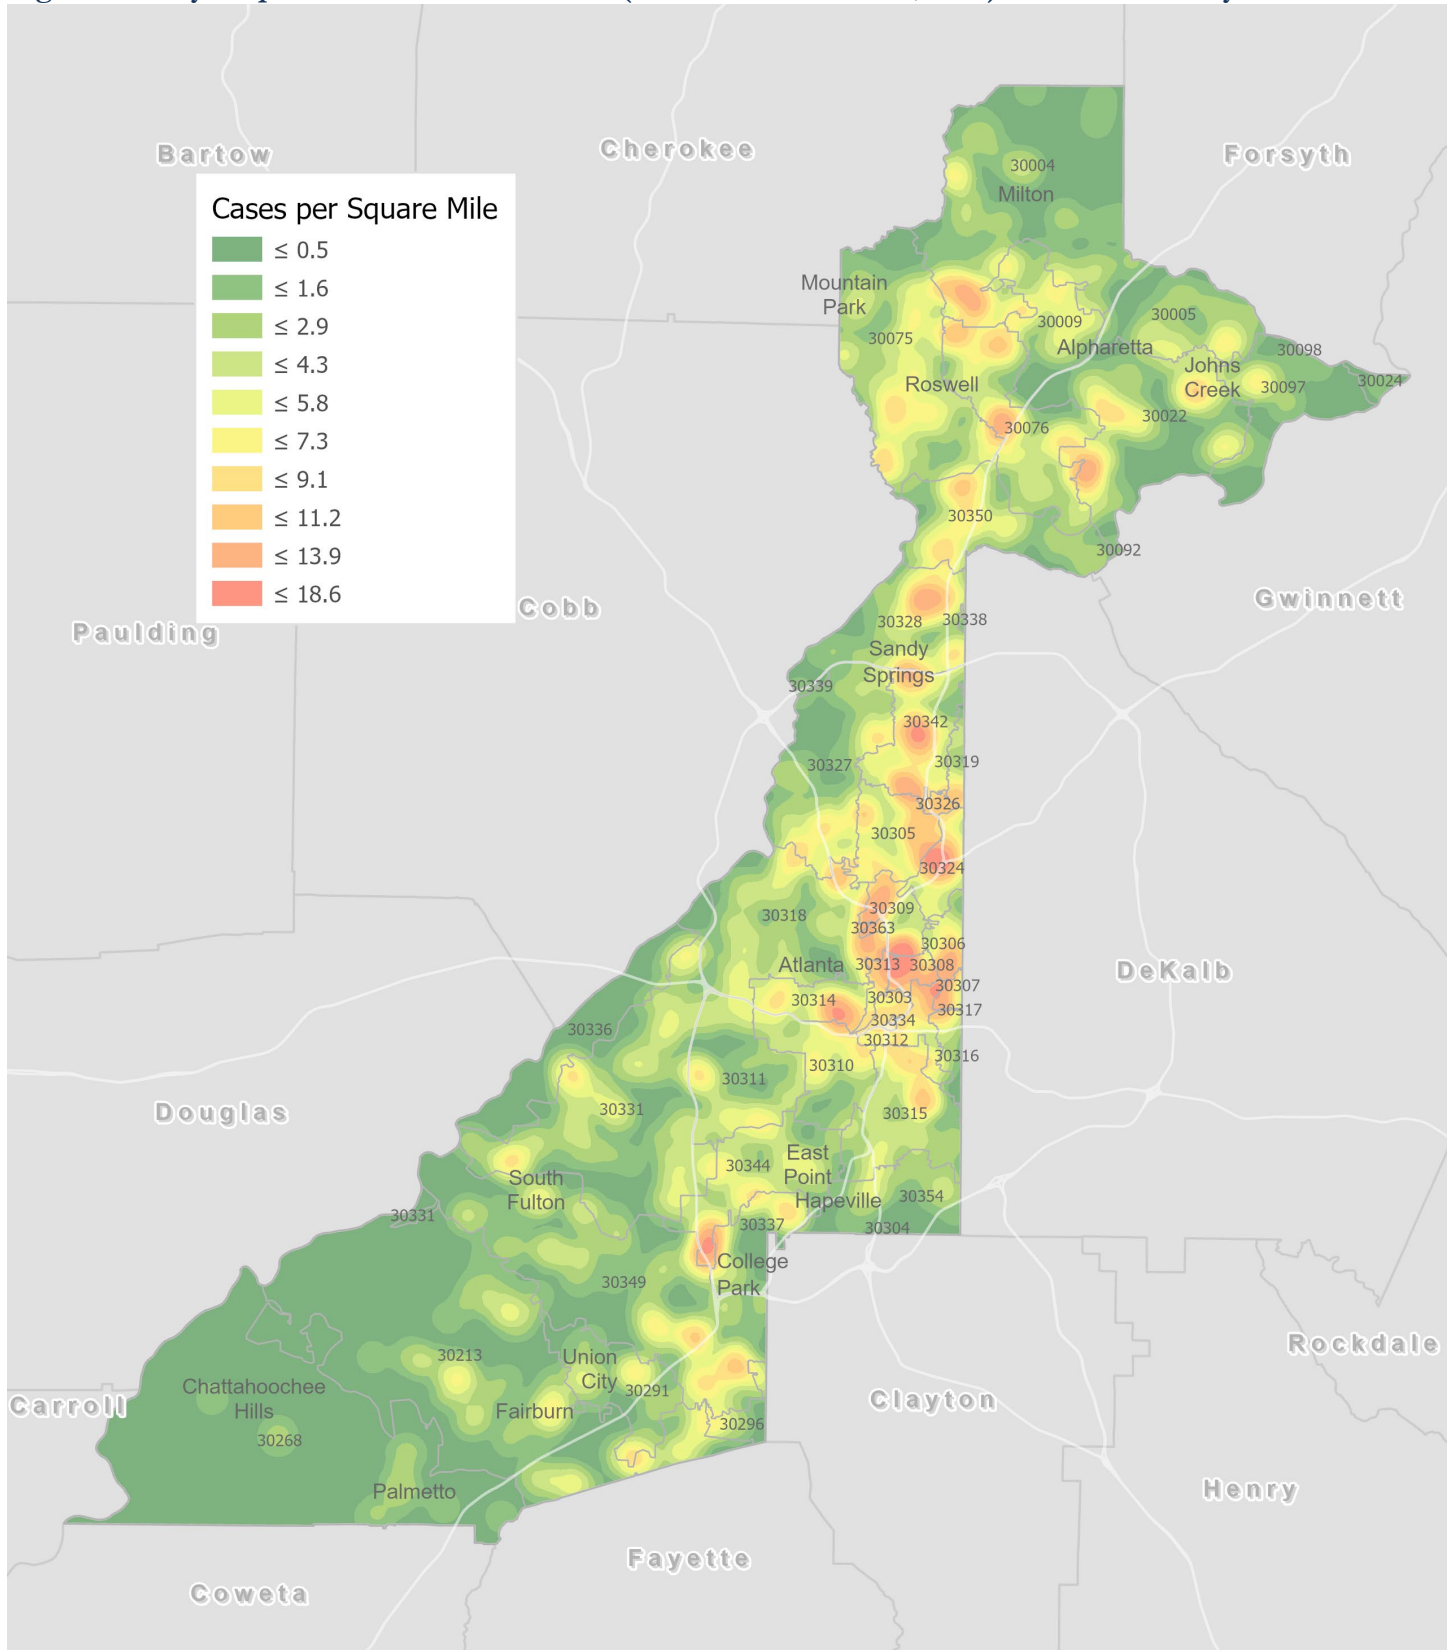 Bartow
Cherokee
Forsyth
30004
Milton
Cases per Square Mile
≤ 0.5
≤ 1.6
≤ 2.9
≤ 4.3
≤ 5.8
≤ 7.3
≤ 9.1
≤ 11.2
≤ 13.9
≤ 18.6
Mountain
Park
30075
30009
30005
Alpharetta
30098
Johns
Creek
30097
30024
Roswell
30022
30076
30350
30092
Paulding
Cobb
Gwinnett
30328
30338
Sandy
Springs
30339
30342
30327
30319
30326
30305
30324
30318
30309
30363
30306
Atlanta
30313
30308
DeKalb
30307
30314
30303
30317
30334
30336
30312
30316
30310
30311
Douglas
30331
30315
30344
East
Point
South
Fulton
Hapeville
30354
30331
30337
30304
College
Park
30349
Rockdale
30213
Union
City
30291
Chattahoochee
Hills
Carroll
Fairburn
Clayton
30296
30268
Palmetto
Henry
Fayette
Coweta